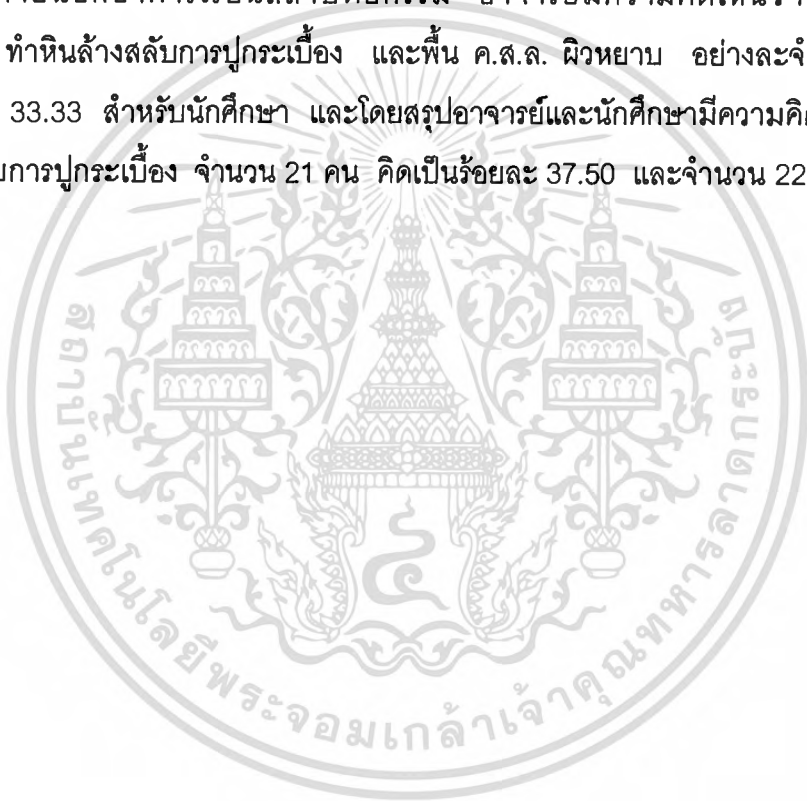 ทำหินล้างสลับการปูกระเบื้อง และพื้น ค.ส.ล. ผิวหยาบ อย่างละจำ
33.33 สำหรับนักศึกษา และโดยสรุปอาจารย์และนักศึกษามีความคิด
บการปูกระเบื้อง จำนวน 21 คน คิดเป็นร้อยละ 37.50 และจำนวน 22
สถาบันเทคโนโลยีพระจอมเกล้าเจ้าคุณทหารลาดกระบัง